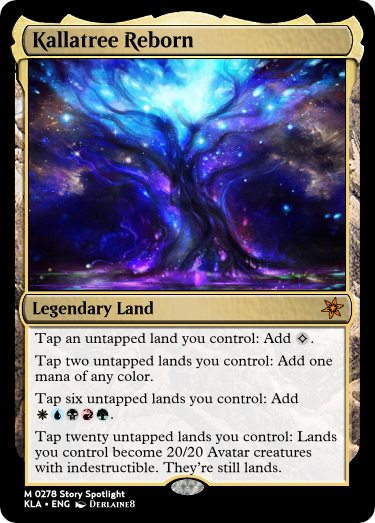 Kallatree Reborn
Legendary Land
Tap an untapped land you control: Add ◇.
Tap two untapped lands you control: Add one
mana of any color.
Tap six untapped lands you control: Add
.
Tap twenty untapped lands you control: Lands
you control become 20/20 Avatar creatures
with indestructible. They're still lands.
M 0278 Story Spotlight
KLA • ENG Derlaine8